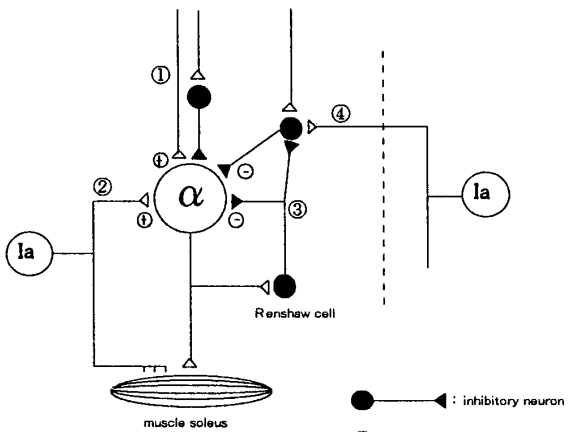 ①
④
⊕
⊖
②
α
Ia
⊕
⊖
③
Ia
Renshaw cell
muscle soleus
: inhibitory neuron